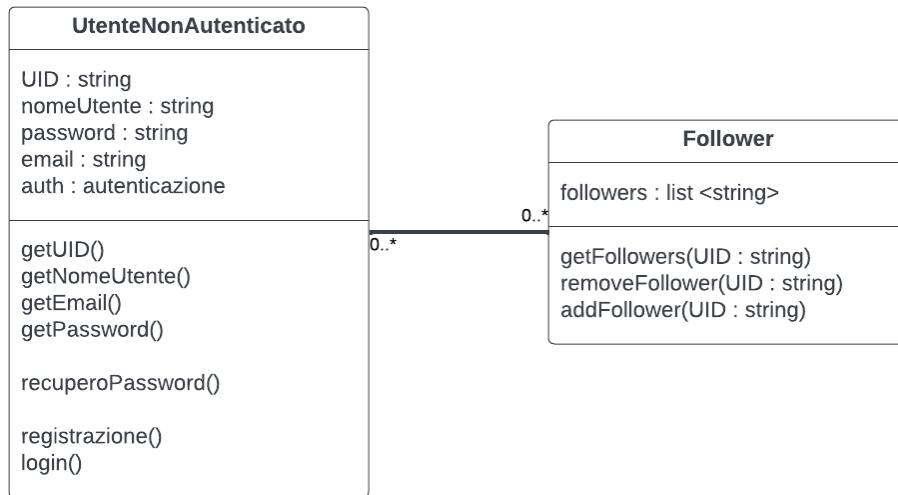 UtenteNonAutenticato
UID : string
nomeUtente : string
password : string
email : string
auth : autenticazione
getUID()
getNomeUtente()
getEmail()
getPassword()
recuperoPassword()
registrazione()
login()
0..*
0..*
Follower
followers : list <string>
getFollowers(UID : string)
removeFollower(UID : string)
addFollower(UID : string)